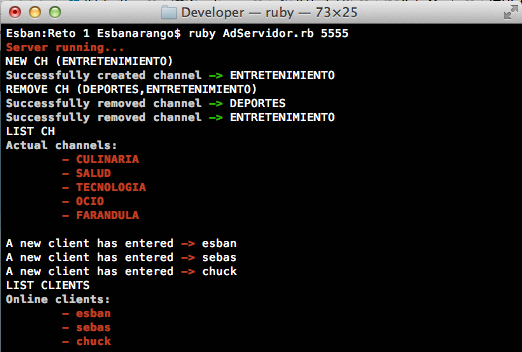 Developer — ruby — 73×25
Esban:Reto 1 Esbanarango$ ruby AdServidor.rb 5555
Server running...
NEW CH (ENTRETENIMIENTO)
Successfully created channel -> ENTRETENIMIENTO
REMOVE CH (DEPORTES,ENTRETENIMIENTO)
Successfully removed channel -> DEPORTES
Successfully removed channel -> ENTRETENIMIENTO
LIST CH
Actual channels:
- CULINARIA
- SALUD
- TECNOLOGIA
- OCIO
- FARANDULA
A new client has entered -> esban
A new client has entered -> sebas
A new client has entered -> chuck
LIST CLIENTS
Online clients:
- esban
- sebas
- chuck